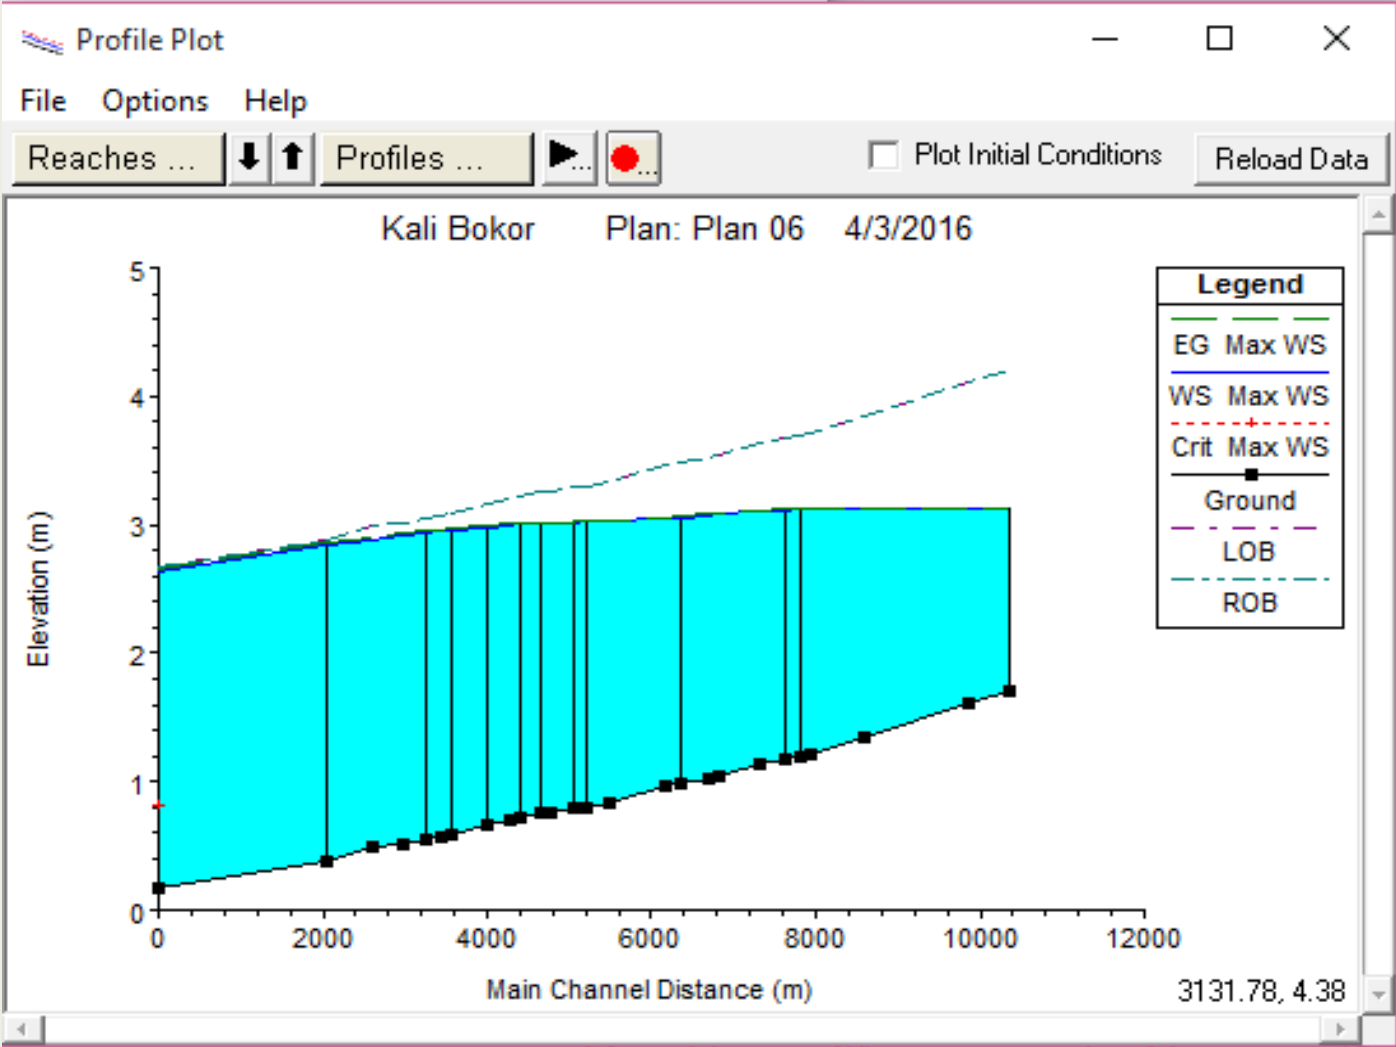 Profile Plot
File Options Help
Reaches ... Profiles ... ... ... Plot Initial Conditions Reload Data
Kali Bokor Plan: Plan 06 4/3/2016
Legend
EG Max WS
WS Max WS
Crit Max WS
Ground
LOB
ROB
5
4
3
2
1
0
Elevation (m)
0 2000 4000 6000 8000 10000 12000
Main Channel Distance (m)
3131.78, 4.38